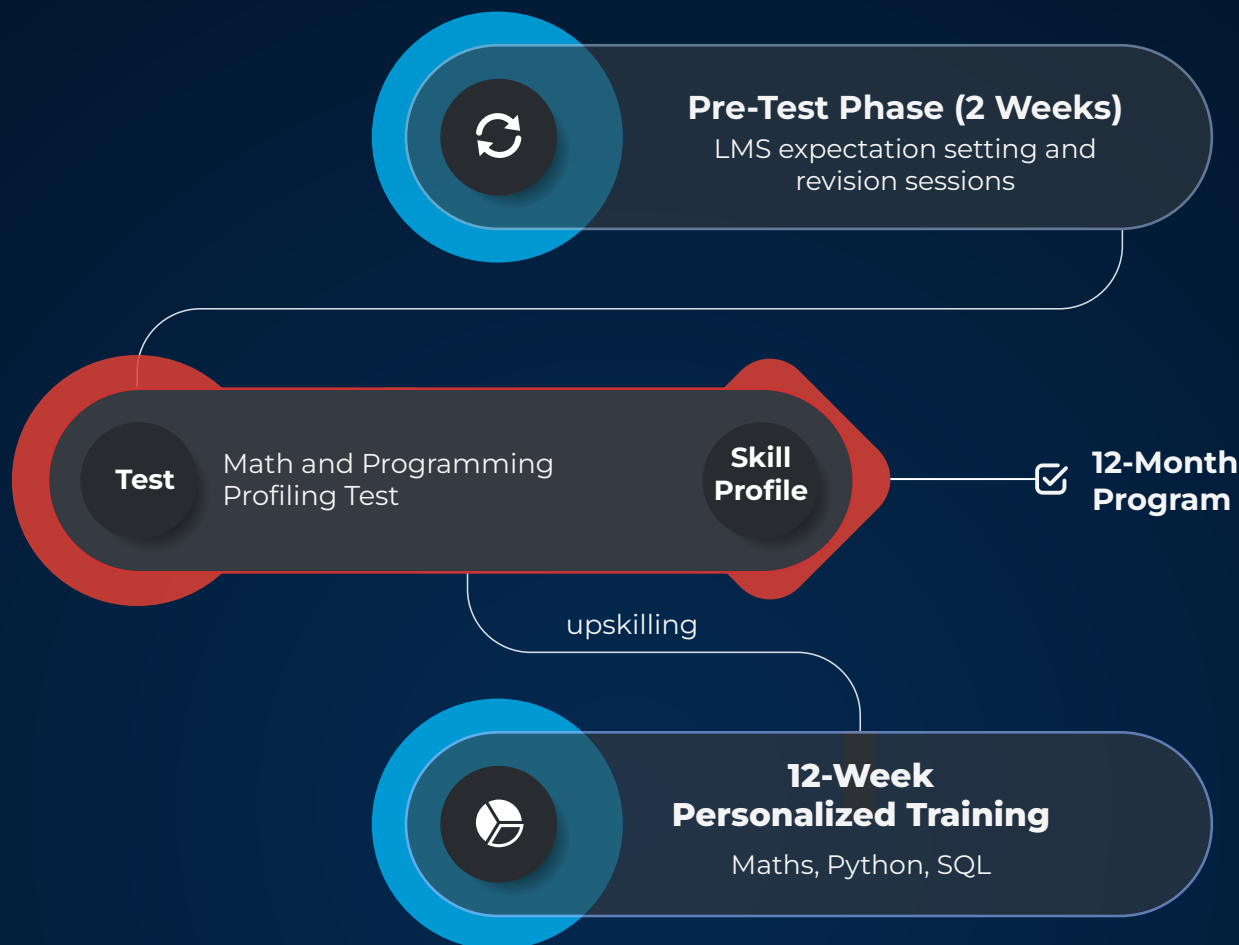 Pre-Test Phase (2 Weeks)
LMS expectation setting and
revision sessions
Test
Math and Programming
Profiling Test
Skill
Profile
12-Month
Program
upskilling
12-Week
Personalized Training
Maths, Python, SQL